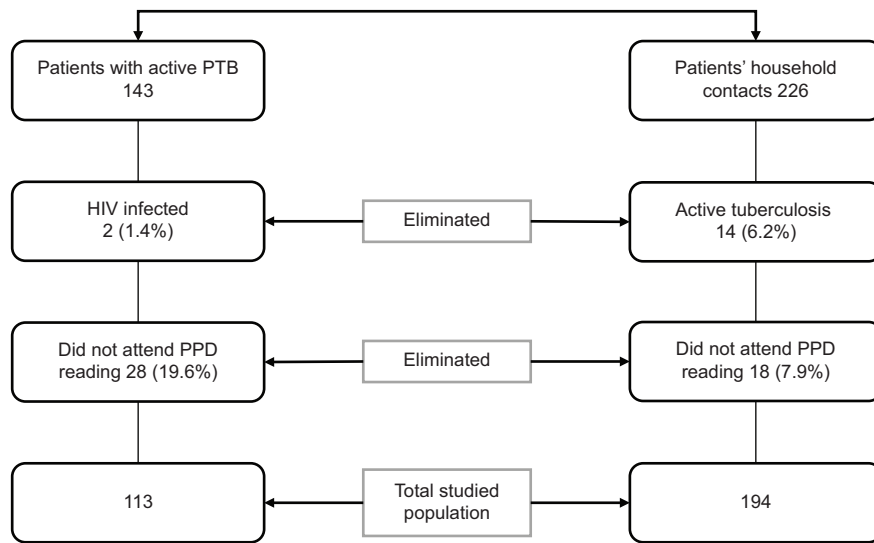 Patients with active PTB
143
Patients’ household
contacts 226
HIV infected
2 (1.4%)
Eliminated
Active tuberculosis
14 (6.2%)
Did not attend PPD
reading 28 (19.6%)
Eliminated
Did not attend PPD
reading 18 (7.9%)
113
Total studied
population
194